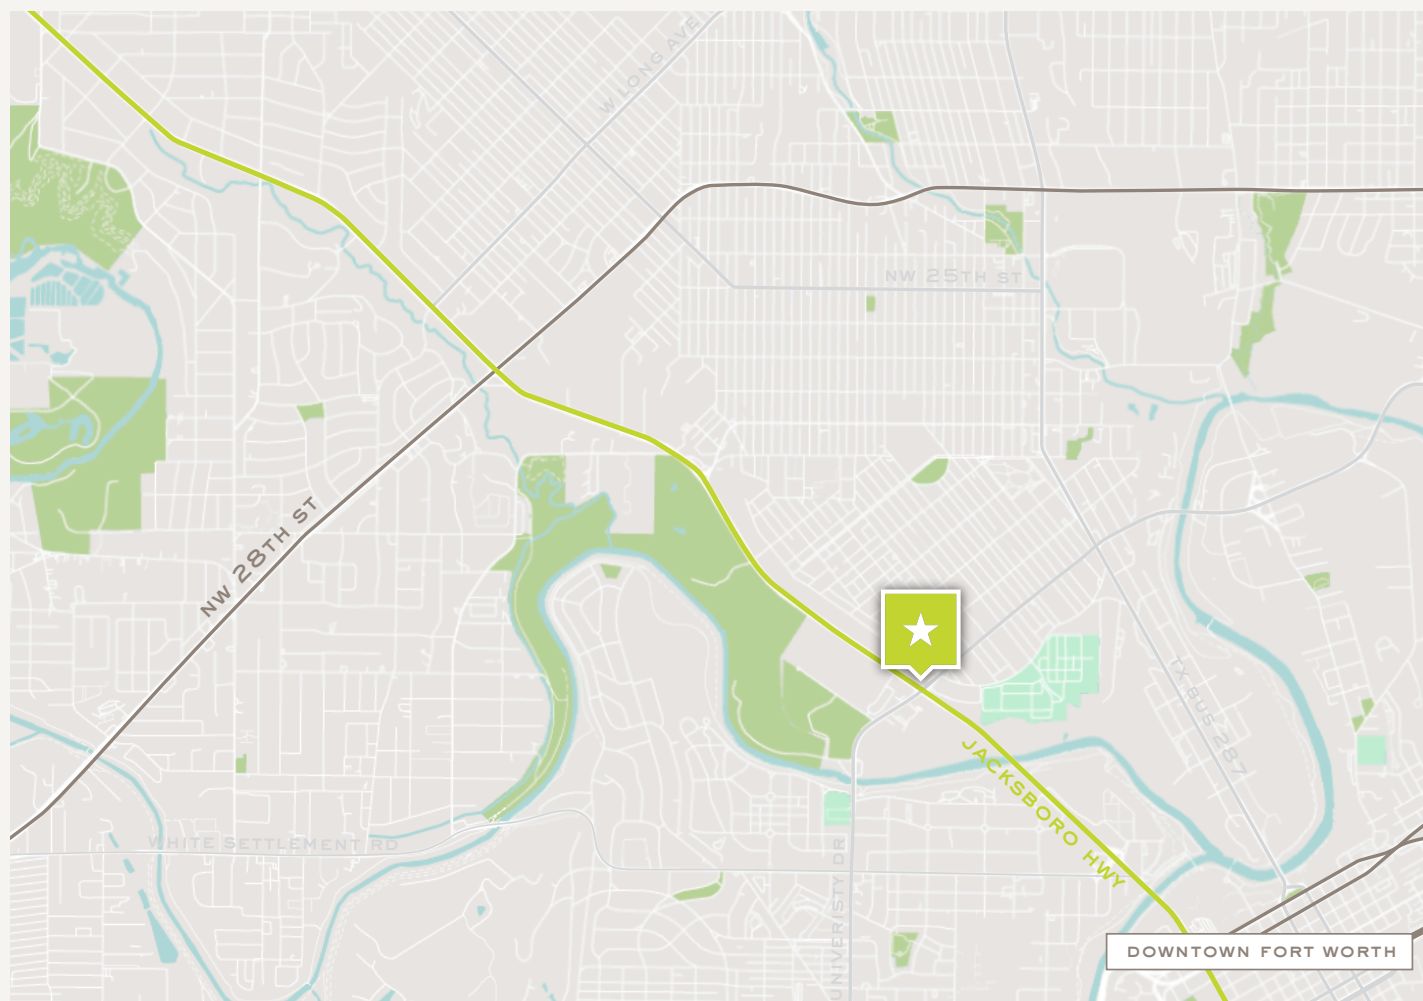 W LONG AVE
NW 25TH ST
NW 28TH ST
TX BUS 287
JACKSBORO HWY
WHITE SETTLEMENT RD
UNIVERISTY DR
DOWNTOWN FORT WORTH